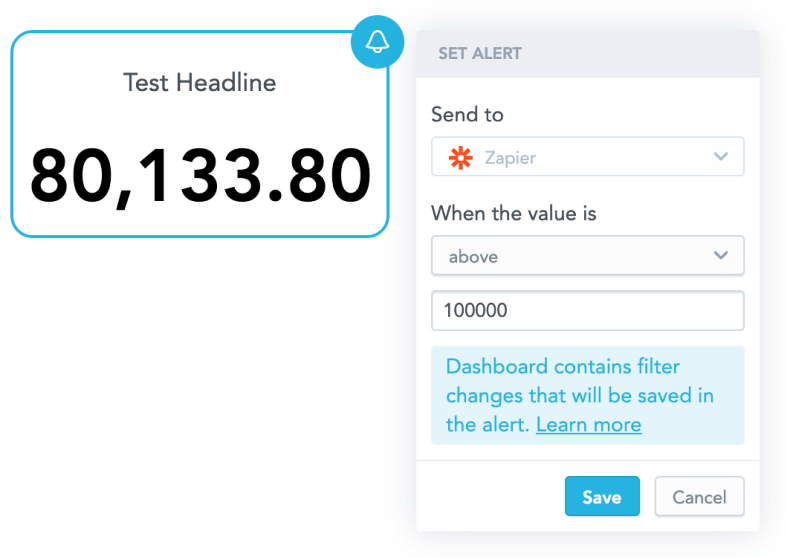 Test Headline
80,133.80
SET ALERT
Send to
Zapier
When the value is
above
100000
Dashboard contains filter
changes that will be saved in
the alert. Learn more
Save
Cancel